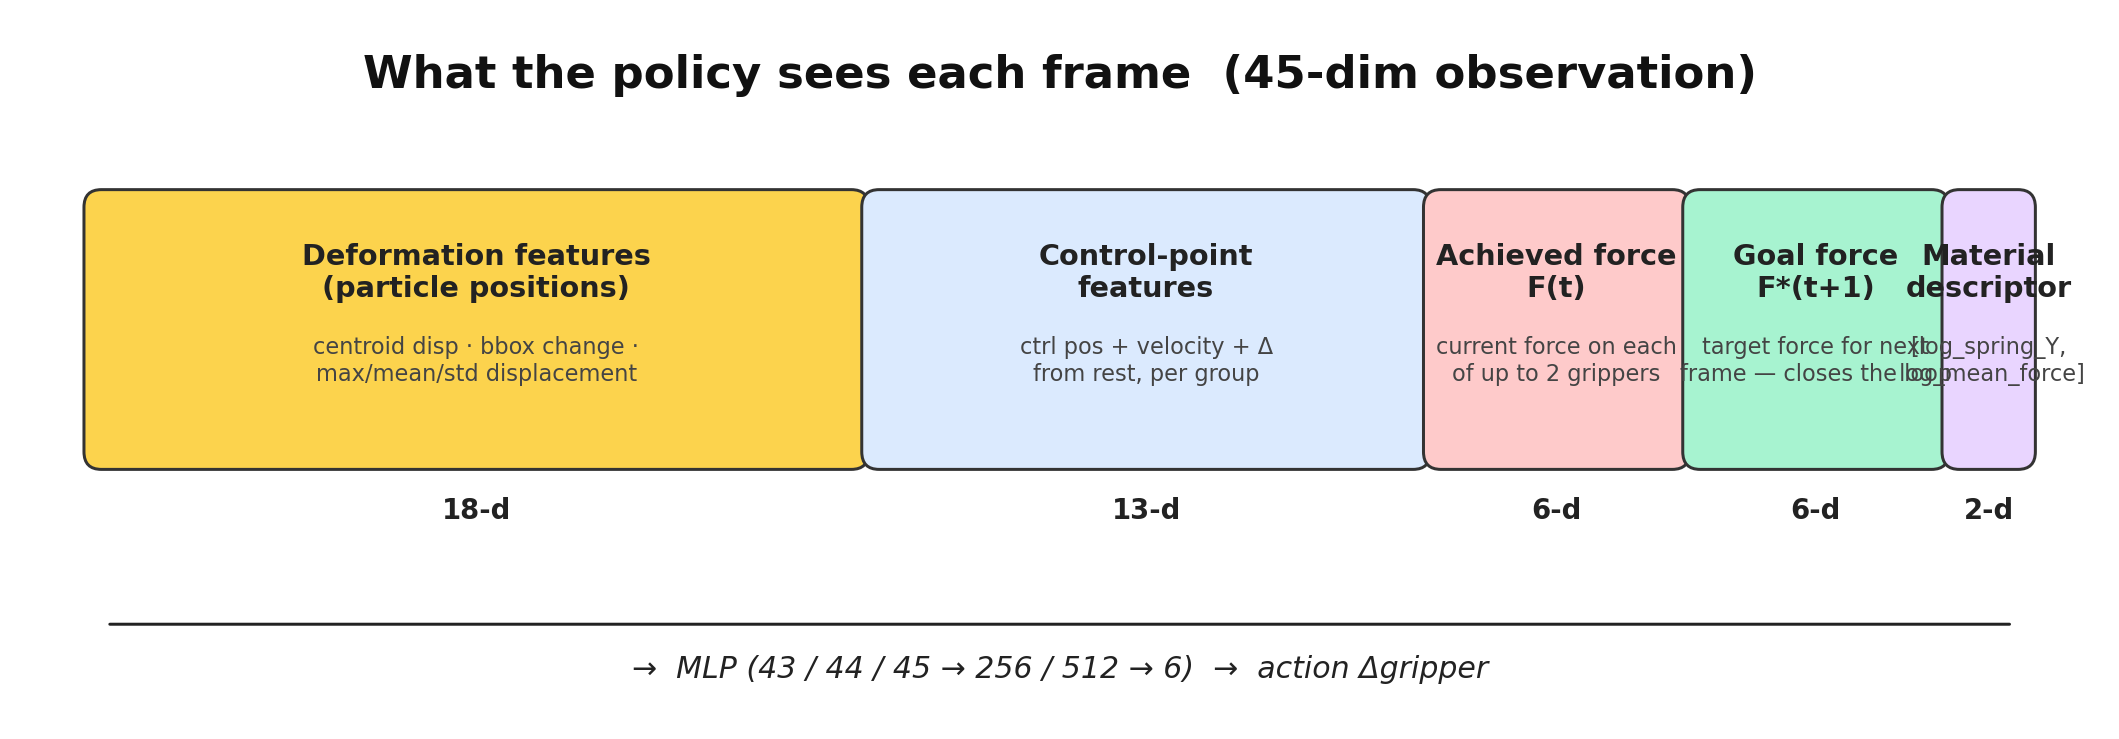 What the policy sees each frame (45-dim observation)
Deformation features
(particle positions)
centroid disp · bbox change ·
max/mean/std displacement
18-d
Control-point
features
ctrl pos + velocity + Δ
from rest, per group
13-d
Achieved force
F(t)
current force on each
of up to 2 grippers
6-d
Goal force
F*(t+1)
target force for next
frame — closes the loop
6-d
Material
descriptor
[log_spring_Y,
log_mean_force]
2-d
→ MLP (43 / 44 / 45 → 256 / 512 → 6) → action Δgripper